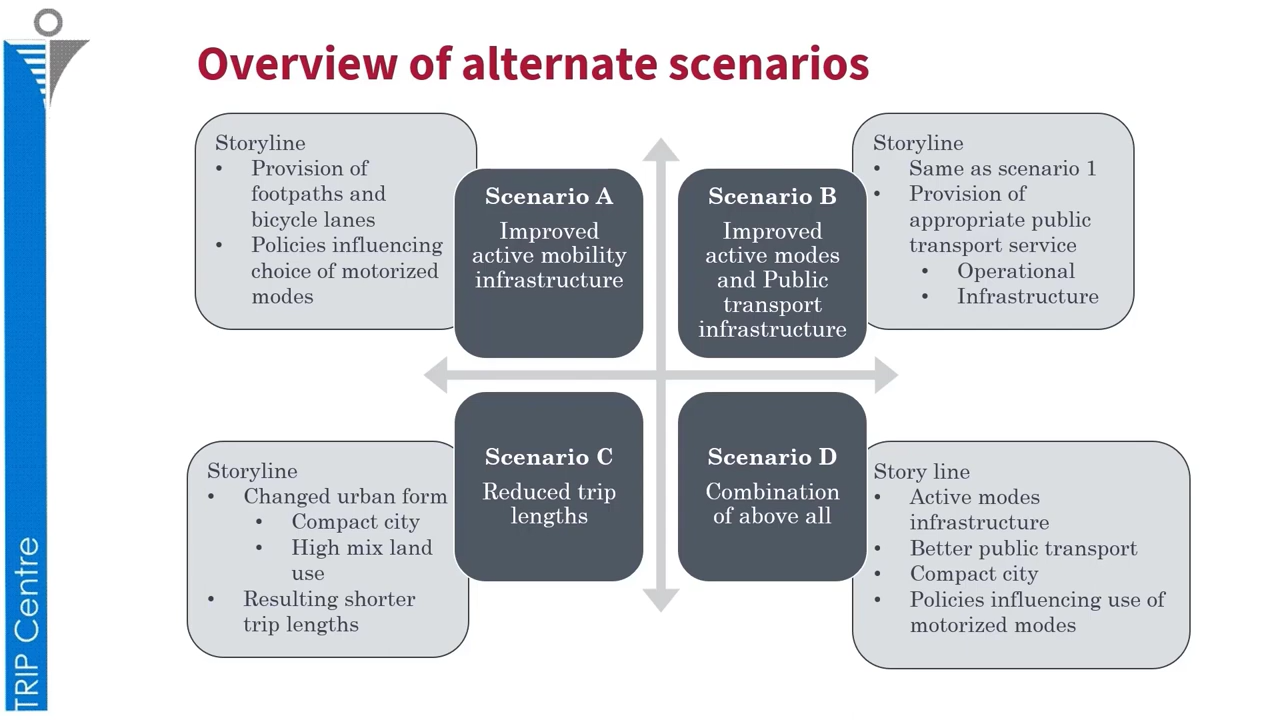 Overview of alternate scenarios
Storyline
• Provision of
footpaths and
bicycle lanes
• Policies influencing
choice of motorized
modes
Scenario A
Improved
active mobility
infrastructure
Scenario B
Improved
active modes
and Public
transport
infrastructure
Storyline
• Same as scenario 1
• Provision of
appropriate public
transport service
• Operational
• Infrastructure
Storyline
• Changed urban form
• Compact city
• High mix land
use
• Resulting shorter
trip lengths
Scenario C
Reduced trip
lengths
Scenario D
Combination
of above all
Story line
• Active modes
infrastructure
• Better public transport
• Compact city
• Policies influencing use of
motorized modes
TRIP Centre